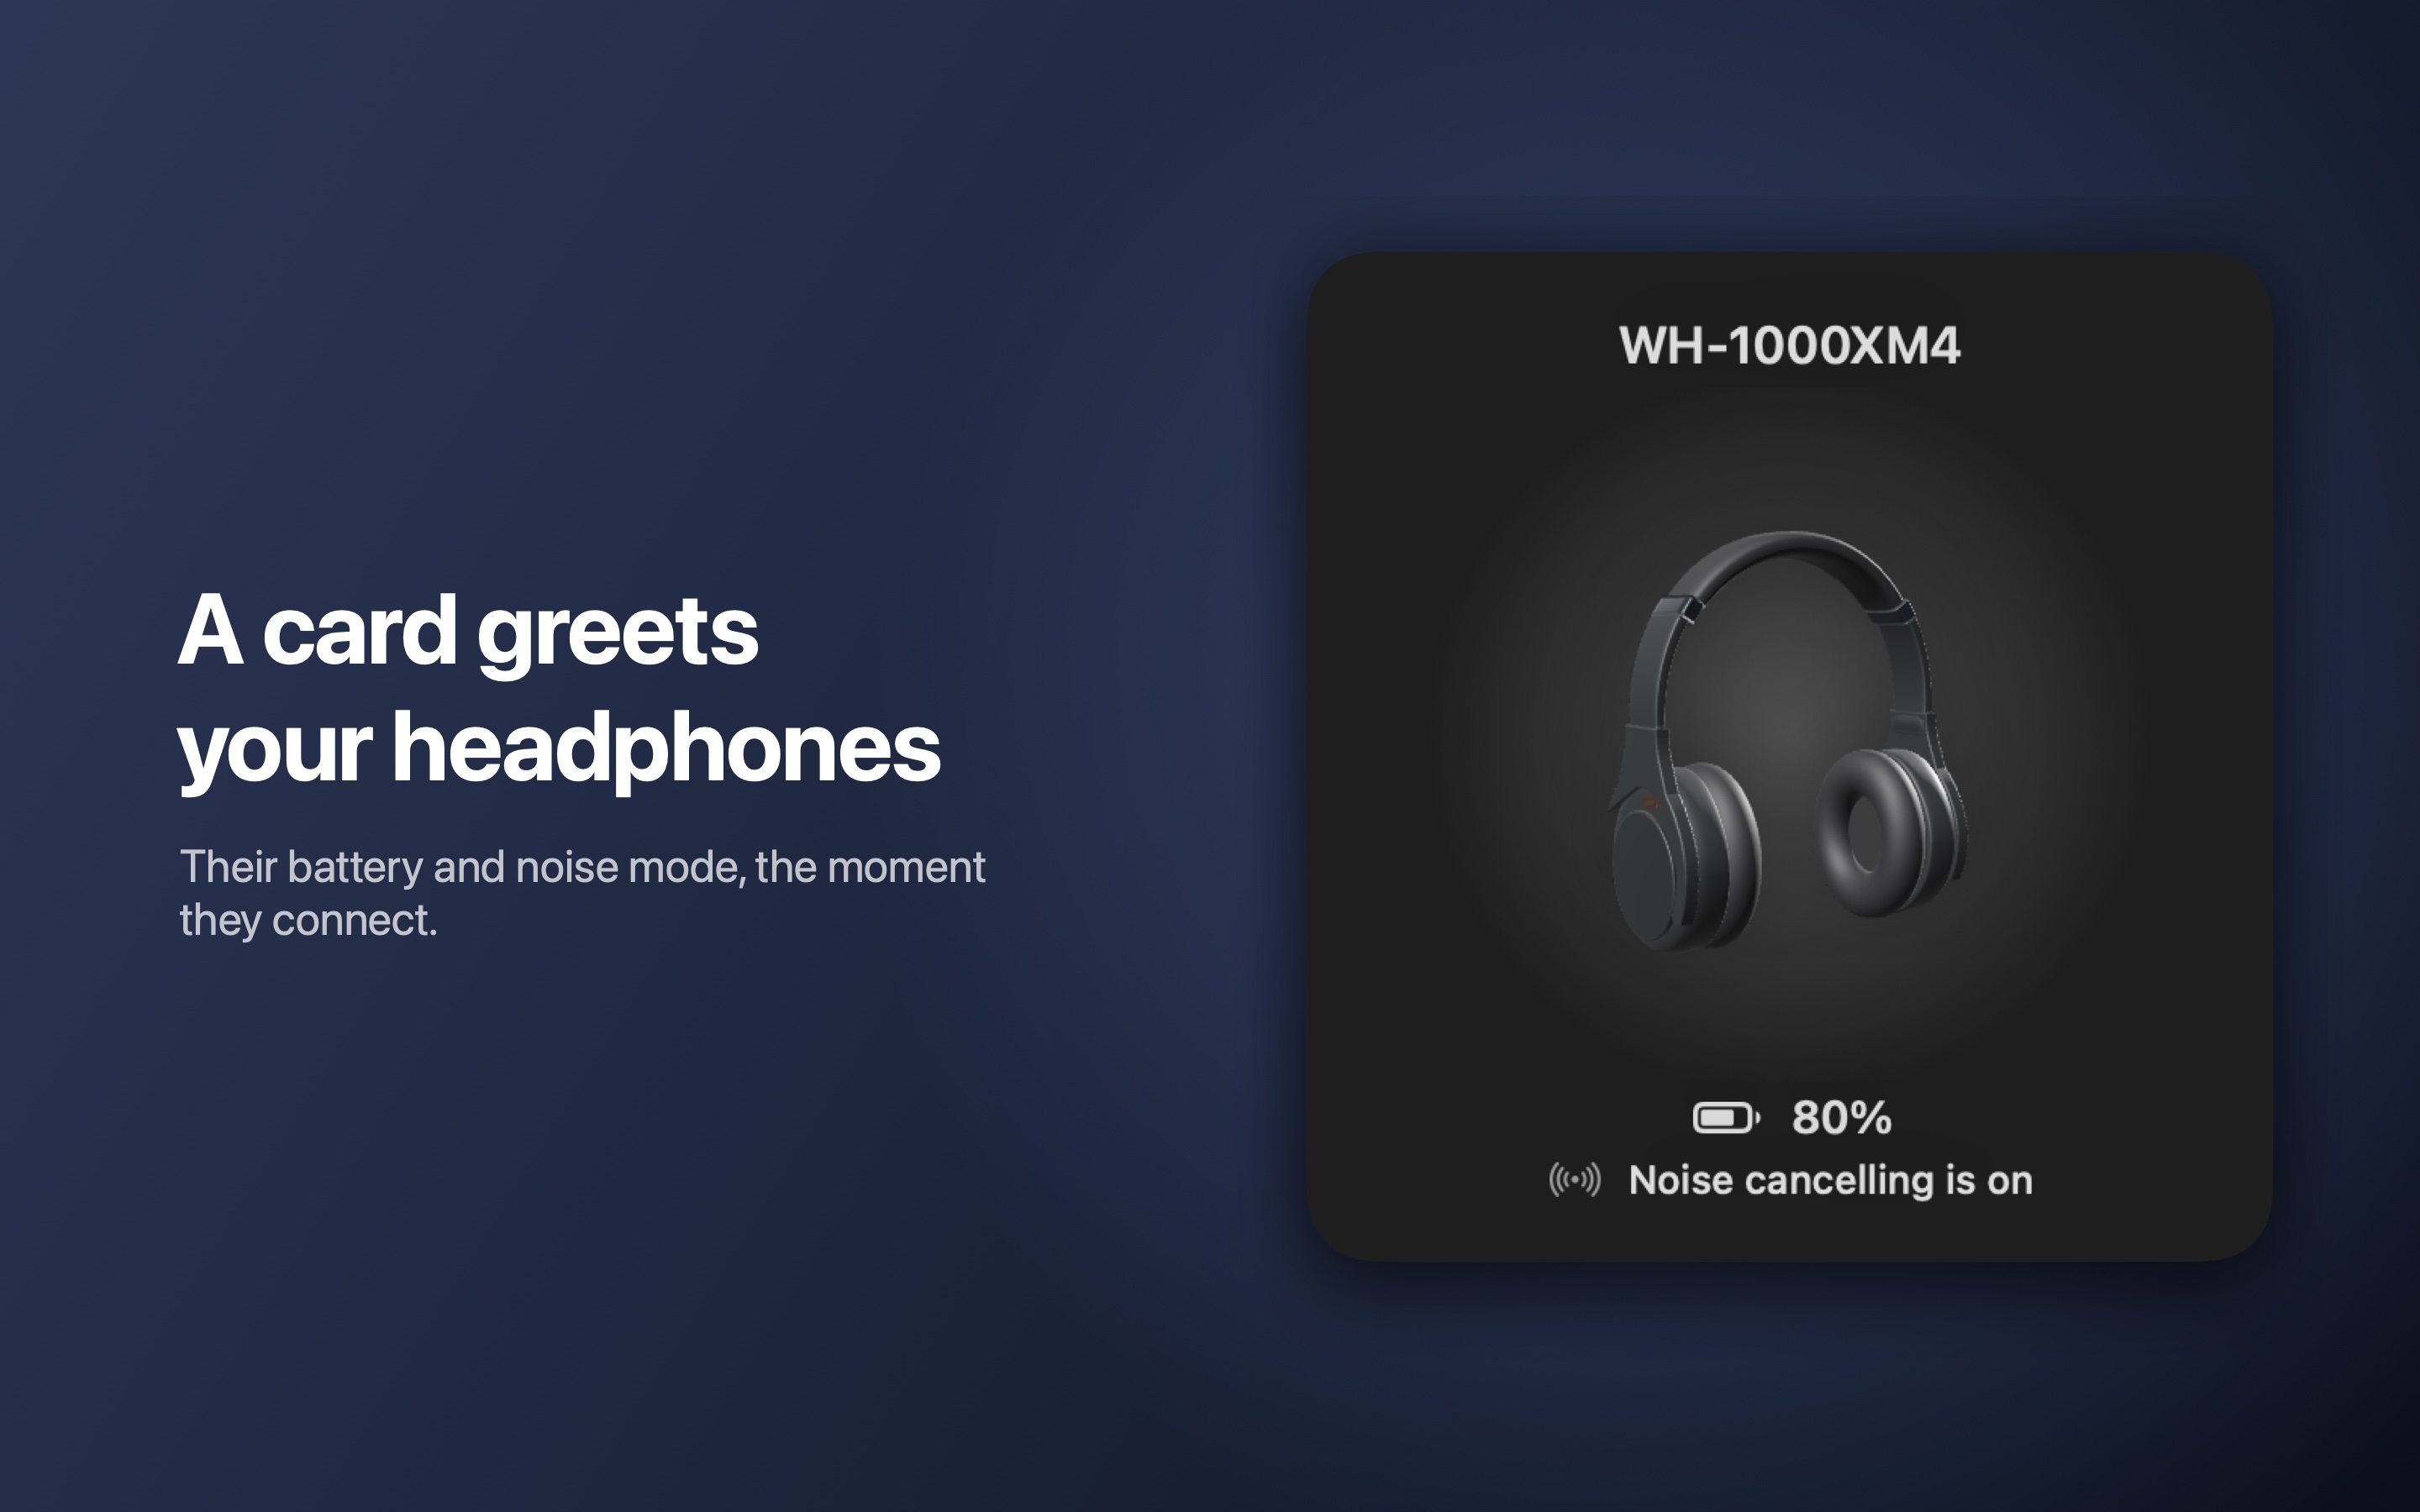 A card greets
your headphones
Their battery and noise mode, the moment
they connect.
WH-1000XM4
80%
Noise cancelling is on